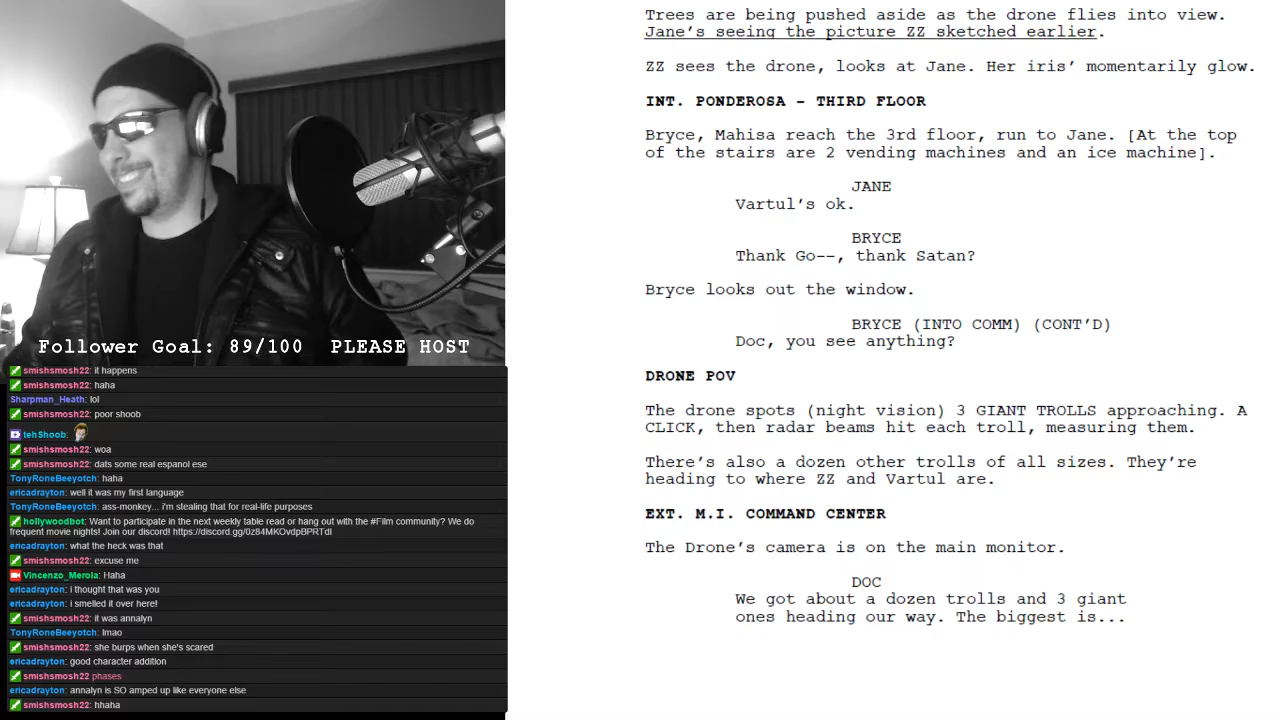 Follower Goal: 89/100 PLEASE HOST
smishsmosh22: it happens
smishsmosh22: haha
Sharpman_Heath: lol
smishsmosh22: poor shoob
tehShoob:
smishsmosh22: woa
smishsmosh22: dats some real espanol ese
TonyRoneBeeyotch: haha
ericadrayton: well it was my first language
TonyRoneBeeyotch: ass-monkey... i'm stealing that for real-life purposes
hollywoodbot: Want to participate in the next weekly table read or hang out with the #Film community? We do
frequent movie nights! Join our discord!
ericadrayton: what the heck was that
smishsmosh22: excuse me
Vincenzo_Merola: Haha
ericadrayton: i thought that was you
ericadrayton: i smelled it over here!
smishsmosh22: it was annalyn
TonyRoneBeeyotch: lmao
smishsmosh22: she burps when she's scared
ericadrayton: good character addition
smishsmosh22 phases
ericadrayton: annalyn is SO amped up like everyone else
smishsmosh22: hhaha
Trees are being pushed aside as the drone flies into view.
Jane's seeing the picture ZZ sketched earlier.
ZZ sees the drone, looks at Jane. Her iris' momentarily glow.
INT. PONDEROSA – THIRD FLOOR
Bryce, Mahisa reach the 3rd floor, run to Jane. [At the top
of the stairs are 2 vending machines and an ice machine].
JANE
Vartul's ok.
BRYCE
Thank Go--, thank Satan?
Bryce looks out the window.
BRYCE (INTO COMM) (CONT'D)
Doc, you see anything?
DRONE POV
The drone spots (night vision) 3 GIANT TROLLS approaching. A
CLICK, then radar beams hit each troll, measuring them.
There's also a dozen other trolls of all sizes. They're
heading to where ZZ and Vartul are.
EXT. M.I. COMMAND CENTER
The Drone's camera is on the main monitor.
DOC
We got about a dozen trolls and 3 giant
ones heading our way. The biggest is...